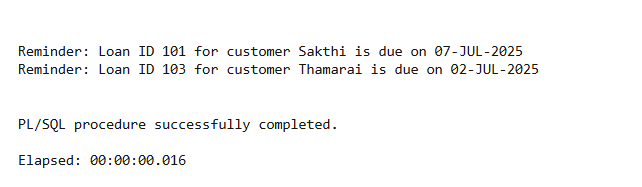 Reminder: Loan ID 101 for customer Sakthi is due on 07-JUL-2025
Reminder: Loan ID 103 for customer Thamarai is due on 02-JUL-2025
PL/SQL procedure successfully completed.
Elapsed: 00:00:00.016